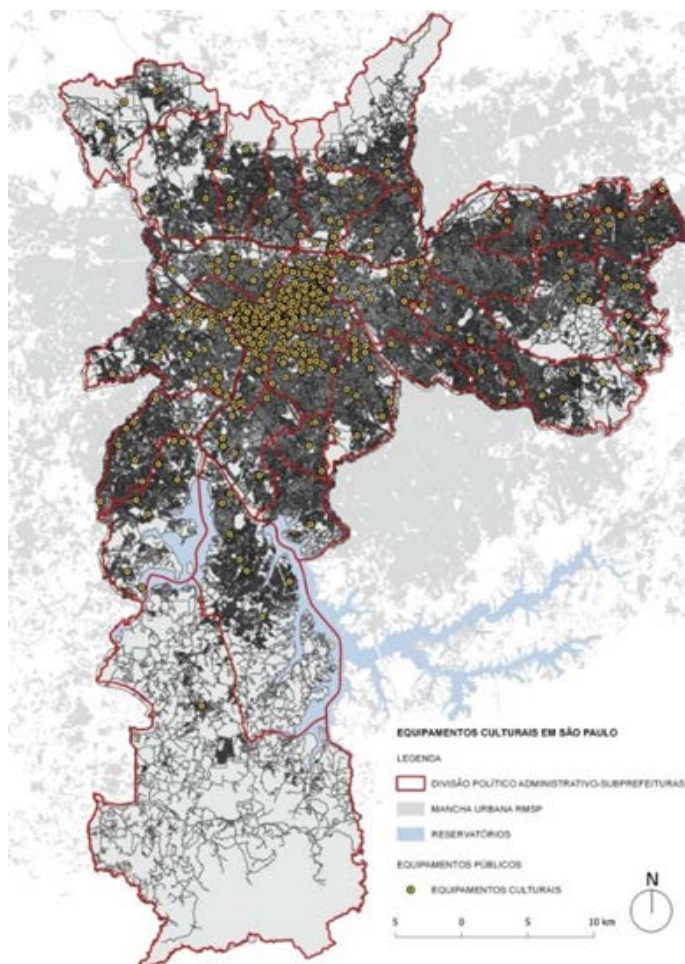 EQUIPAMENTOS CULTURAIS EM SÃO PAULO
LEGENDA
DIVISÃO POLÍTICO ADMINISTRATIVO-SUBPREFEITURAS
MANCHA URBANA RMSP
RESERVATÓRIOS
EQUIPAMENTOS PÚBLICOS
EQUIPAMENTOS CULTURAIS
N
5 0 5 10 km